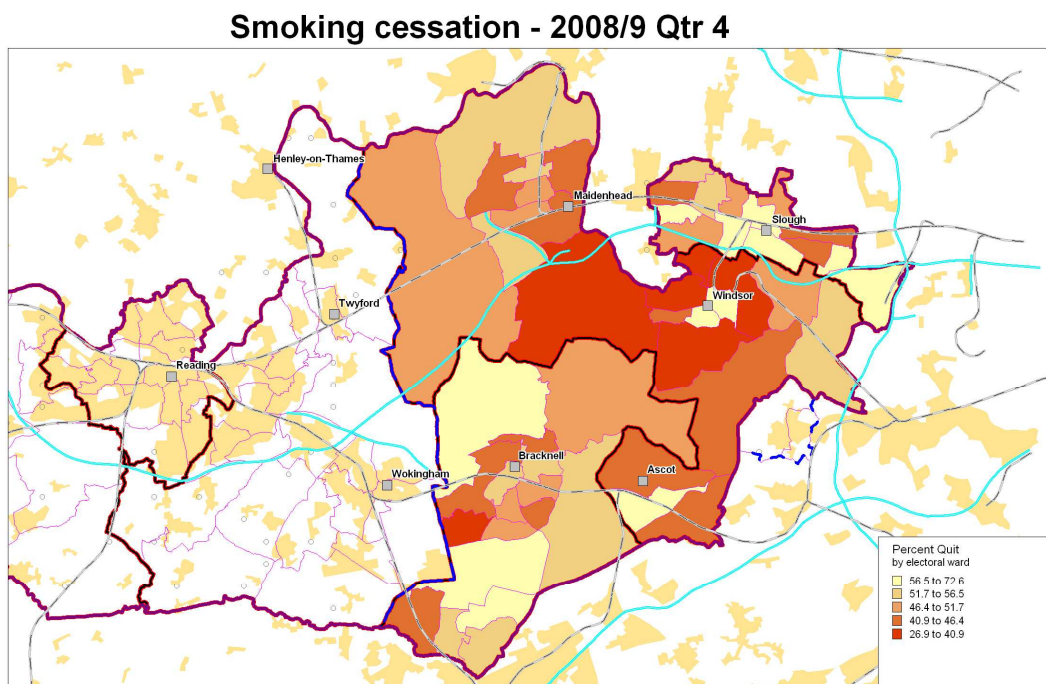 Smoking cessation - 2008/9 Qtr 4
Henley-on-Thames
Maidenhead
Slough
Twyford
Windsor
Reading
Bracknell
Wokingham
Ascot
Percent Quit
by electoral ward
56.5 to 72.6
51.7 to 56.5
46.4 to 51.7
40.9 to 46.4
26.9 to 40.9